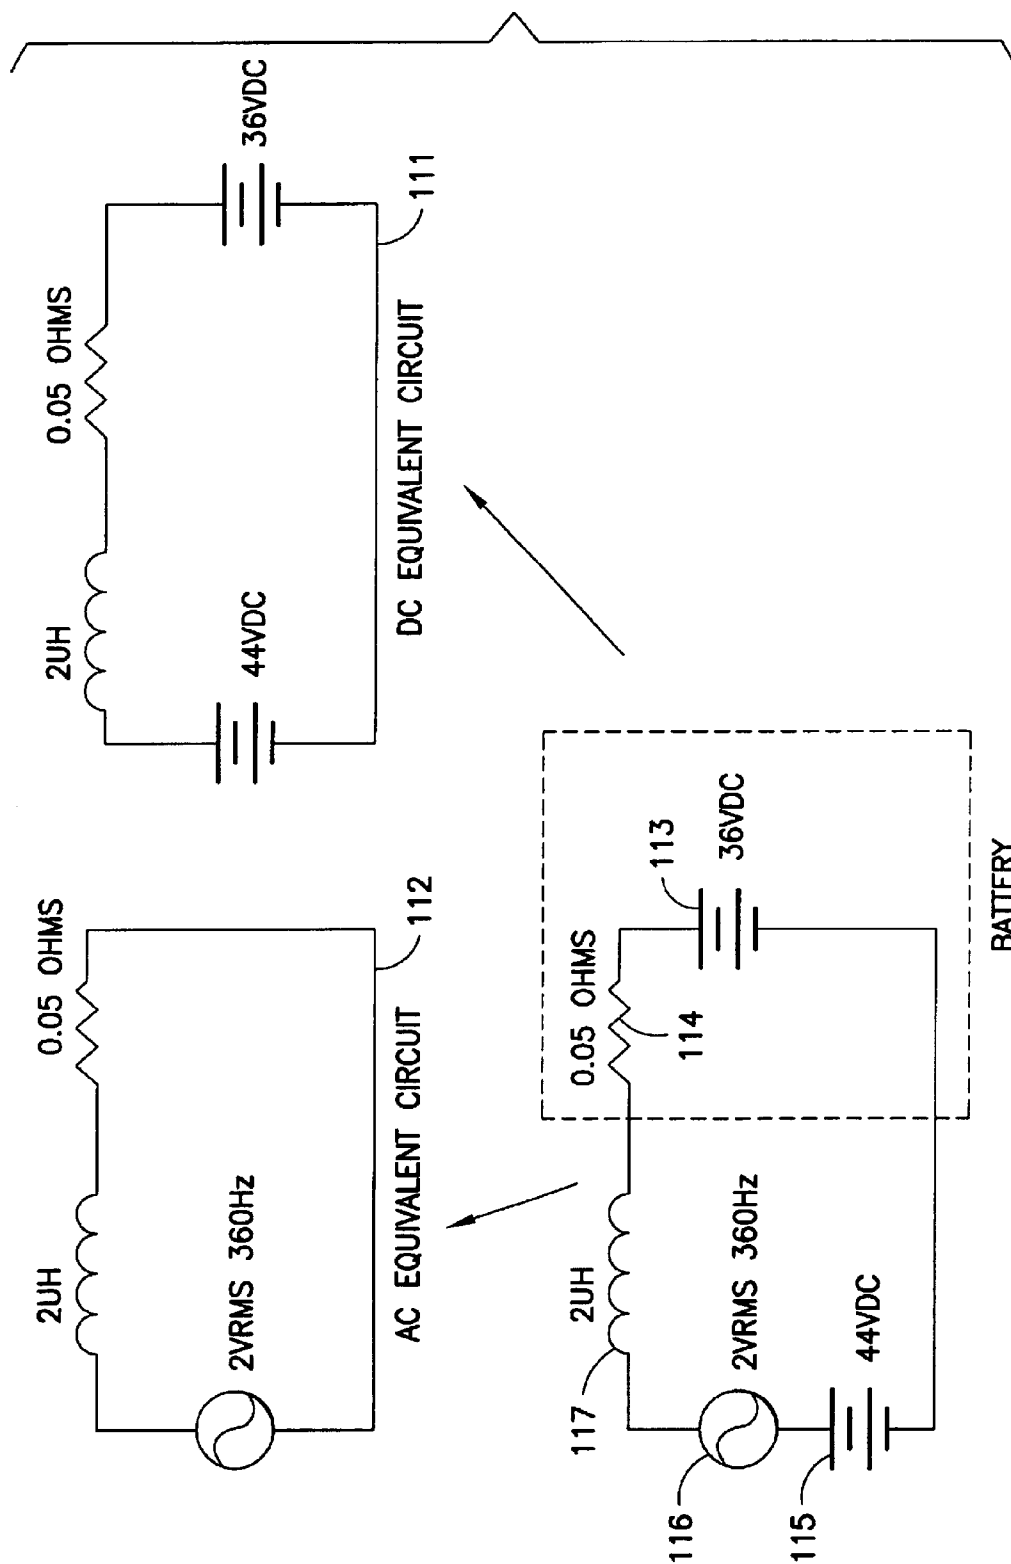 2UH
0.05 OHMS
2VRMS 360Hz
112
AC EQUIVALENT CIRCUIT
2UH
0.05 OHMS
44VDC
36VDC
111
DC EQUIVALENT CIRCUIT
117
2UH
0.05 OHMS
114
113
36VDC
116
2VRMS 360Hz
115
44VDC
BATTERY